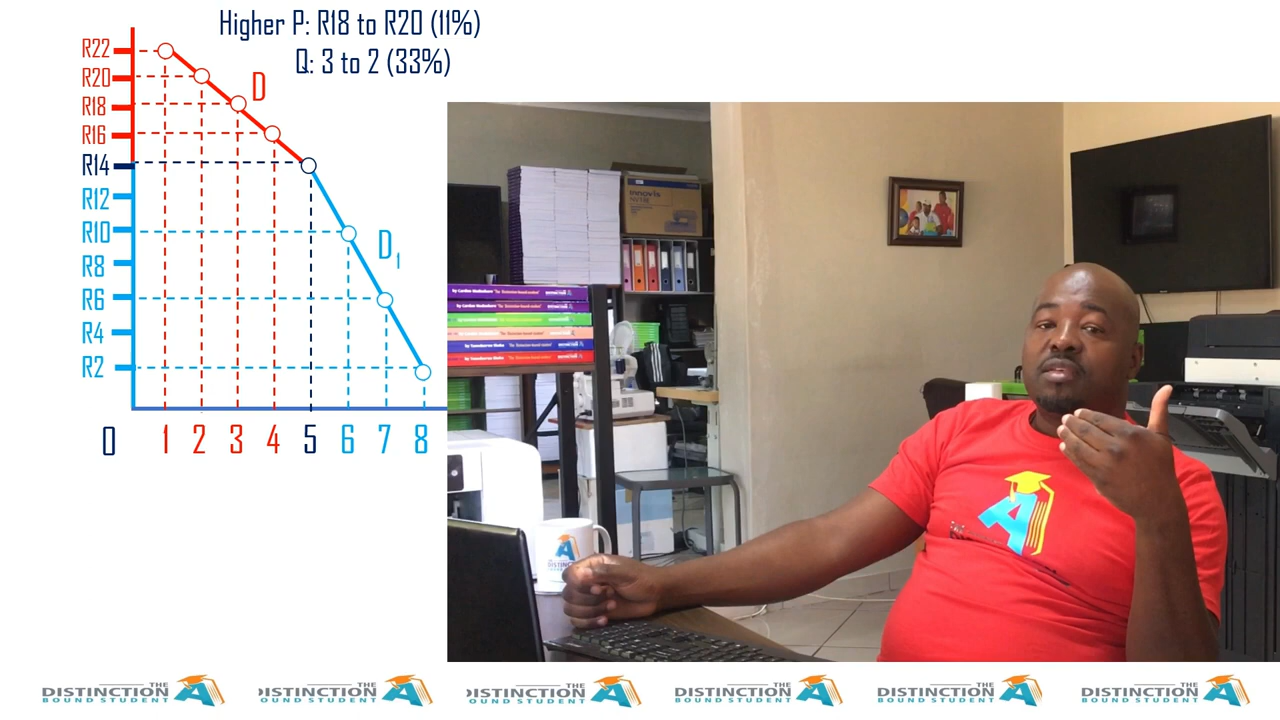 Higher P: R18 to R20 (11%)
Q: 3 to 2 (33%)
R22
R20
R18
R16
R14
R12
R10
R8
R6
R4
R2
D
D1
0 1 2 3 4 5 6 7 8
innovis
THE
DISTINCTION
BOUND STUDENT
THE
DISTINCTION
BOUND STUDENT
THE
DISTINCTION
BOUND STUDENT
THE
DISTINCTION
BOUND STUDENT
THE
DISTINCTION
BOUND STUDENT
THE
DISTINCTION
BOUND STUDENT